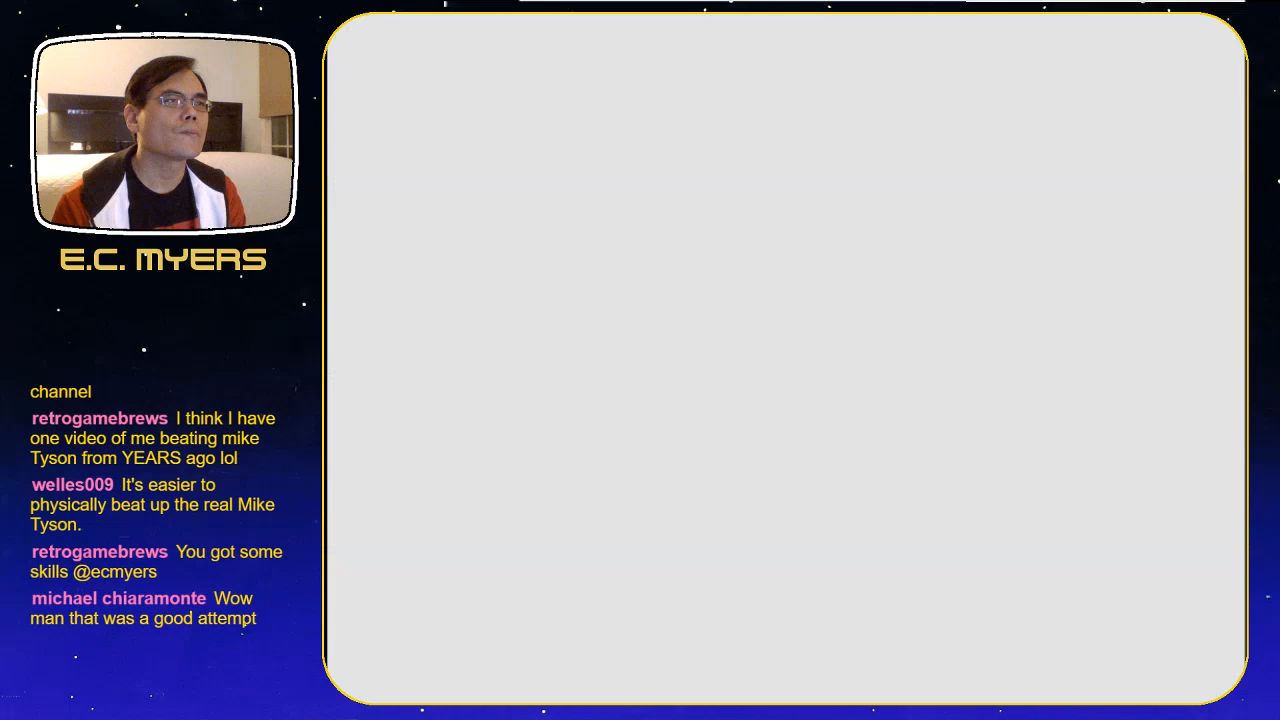 E.C. MYERS
channel
retrogamebrews I think I have
one video of me beating mike
Tyson from YEARS ago lol
welles009 It's easier to
physically beat up the real Mike
Tyson.
retrogamebrews You got some
skills @ecmyers
michael chiaramonte Wow
man that was a good attempt